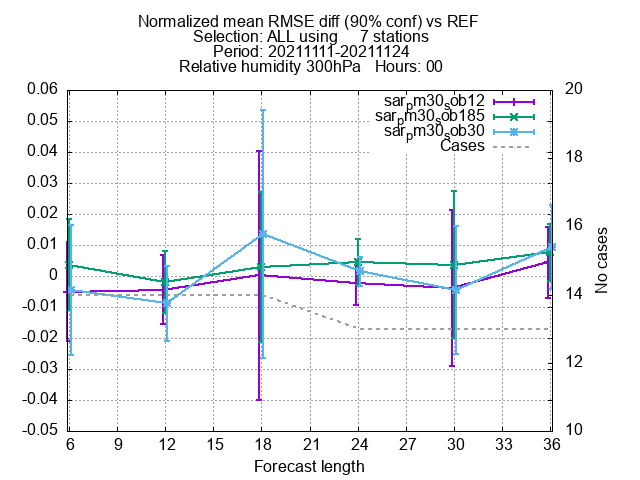 Normalized mean RMSE diff (90% conf) vs REF
Selection: ALL using 7 stations
Period: 20211111-20211124
Relative humidity 300hPa Hours: 00
0.06 20
sar_pm30_sob12
0.05
sar_pm30_sob185
sar_pm30_sob30
0.04 Cases 18
0.03
0.02 16
0.01
0
-0.01 14
-0.02
-0.03 12
-0.04
-0.05 10
No cases
6 9 12 15 18 21 24 27 30 33 36
Forecast length